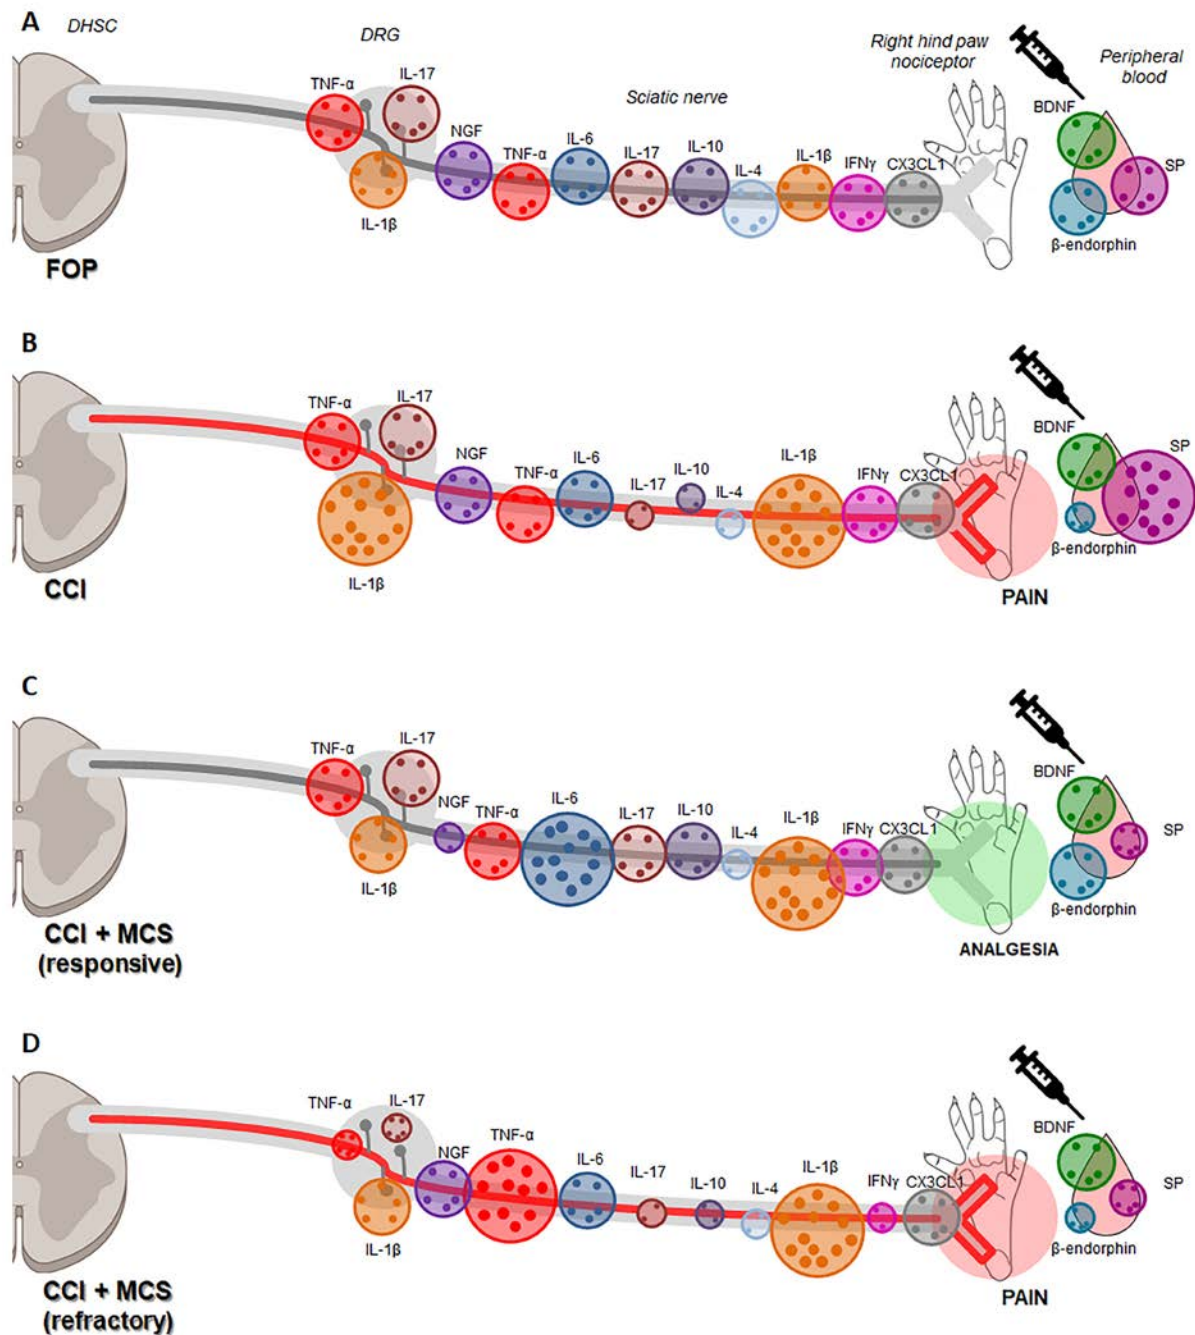 A
DHSC
DRG
Right hind paw
nociceptor
Peripheral
blood
TNF-α
IL-17
Sciatic nerve
BDNF
NGF
TNF-α
IL-6
IL-17
IL-10
IL-4
IL-1β
IFNγ
CX3CL1
SP
IL-1β
β-endorphin
FOP
B
TNF-α
IL-17
BDNF
NGF
TNF-α
IL-6
IL-17
IL-10
IL-4
IL-1β
IFNγ
CX3CL1
SP
β-endorphin
IL-1β
CCI
PAIN
C
TNF-α
IL-17
BDNF
NGF
TNF-α
IL-6
IL-17
IL-10
IL-4
IL-1β
IFNγ
CX3CL1
SP
IL-1β
β-endorphin
CCI + MCS
(responsive)
ANALGESIA
D
TNF-α
IL-17
BDNF
NGF
TNF-α
IL-6
IL-17
IL-10
IL-4
IL-1β
IFNγ
CX3CL1
SP
IL-1β
β-endorphin
CCI + MCS
(refractory)
PAIN